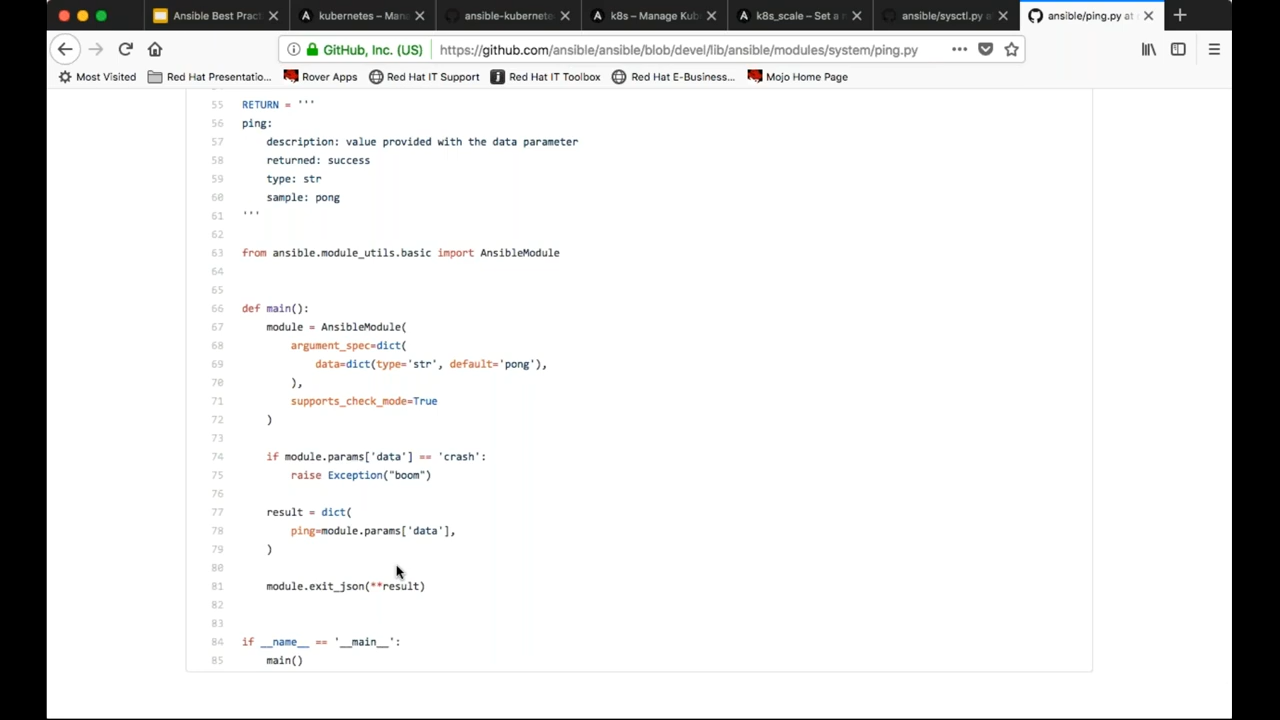 Ansible Best Pract
kubernetes – Mana
ansible-kubernete
k8s – Manage Kub
k8s_scale – Set a n
ansible/sysctl.py at
ansible/ping.py at
GitHub, Inc. (US)
https://github.com/ansible/ansible/blob/devel/lib/ansible/modules/system/ping.py
Most Visited
Red Hat Presentatio...
Rover Apps
Red Hat IT Support
Red Hat IT Toolbox
Red Hat E-Business...
Mojo Home Page
55 RETURN = '''
56 ping:
57     description: value provided with the data parameter
58     returned: success
59     type: str
60     sample: pong
61 '''
62
63 from ansible.module_utils.basic import AnsibleModule
64
65
66 def main():
67     module = AnsibleModule(
68         argument_spec=dict(
69             data=dict(type='str', default='pong'),
70         ),
71         supports_check_mode=True
72     )
73
74     if module.params['data'] == 'crash':
75         raise Exception("boom")
76
77     result = dict(
78         ping=module.params['data'],
79     )
80
81     module.exit_json(**result)
82
83
84 if __name__ == '__main__':
85     main()